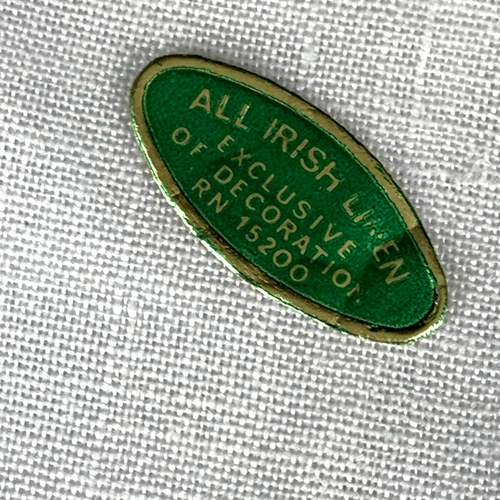 ALL IRISH LINEN
EXCLUSIVE
OF DECORATION
RN 15200